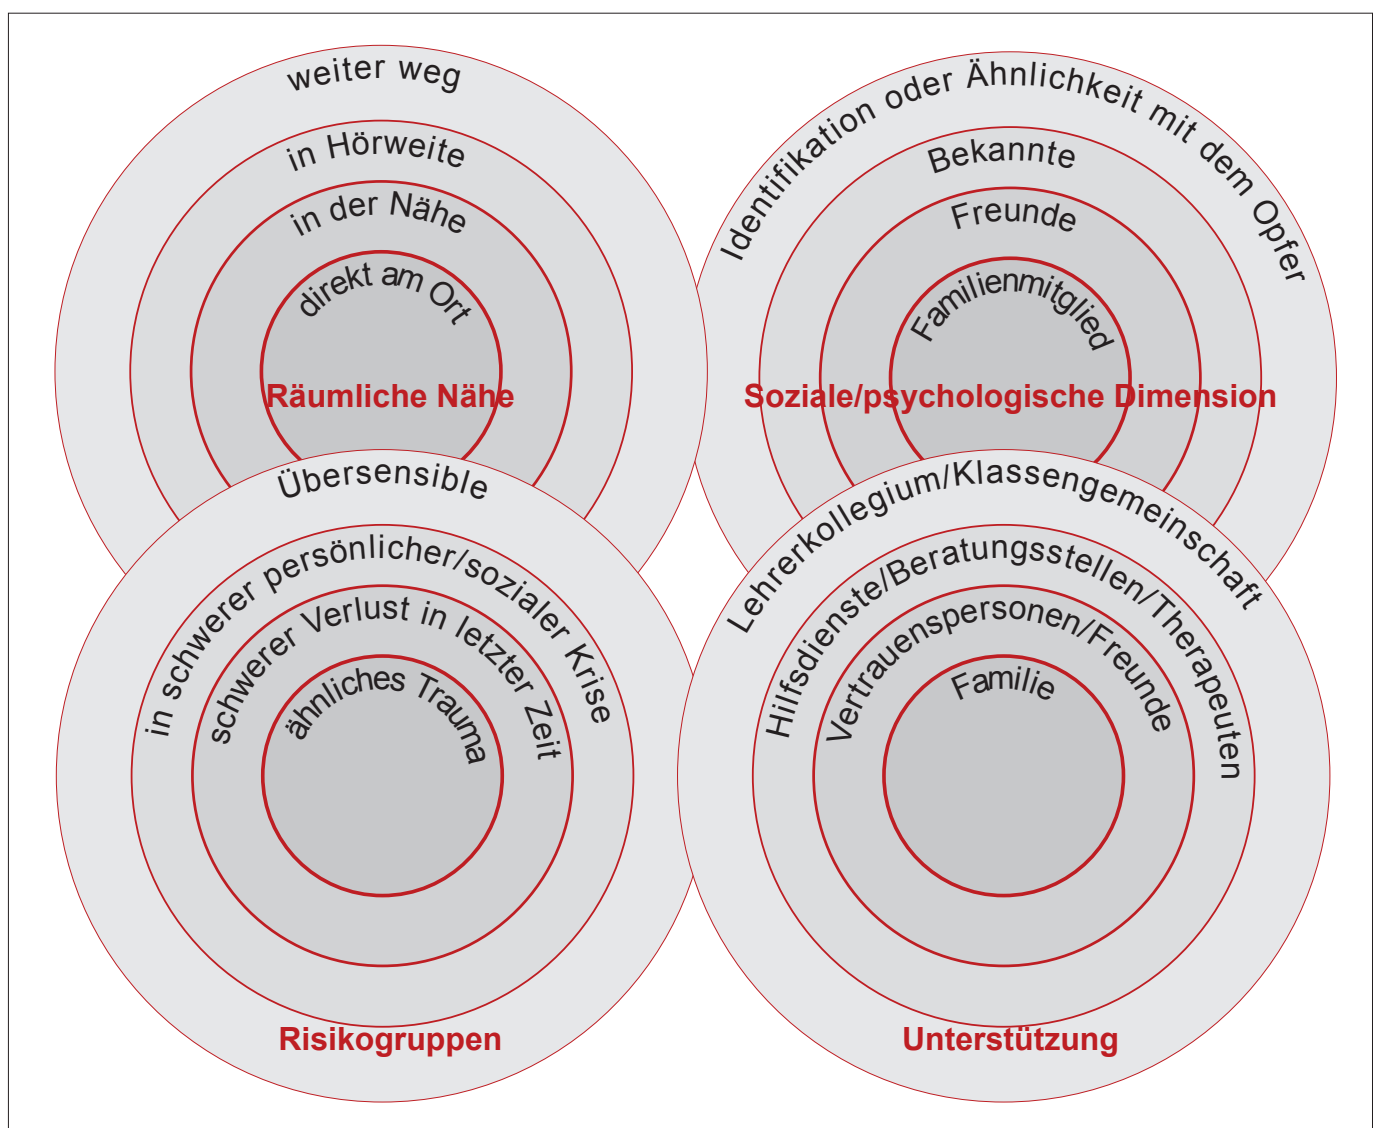 weiter weg
in Hörweite
in der Nähe
direkt am Ort
Räumliche Nähe
Identifikation oder Ähnlichkeit mit dem Opfer
Bekannte
Freunde
Familienmitglied
Soziale/psychologische Dimension
Übersensible
in schwerer persönlicher/sozialer Krise
schwerer Verlust in letzter Zeit
ähnliches Trauma
Risikogruppen
Lehrerkollegium/Klassengemeinschaft
Hilfsdienste/Beratungsstellen/Therapeuten
Vertrauenspersonen/Freunde
Familie
Unterstützung